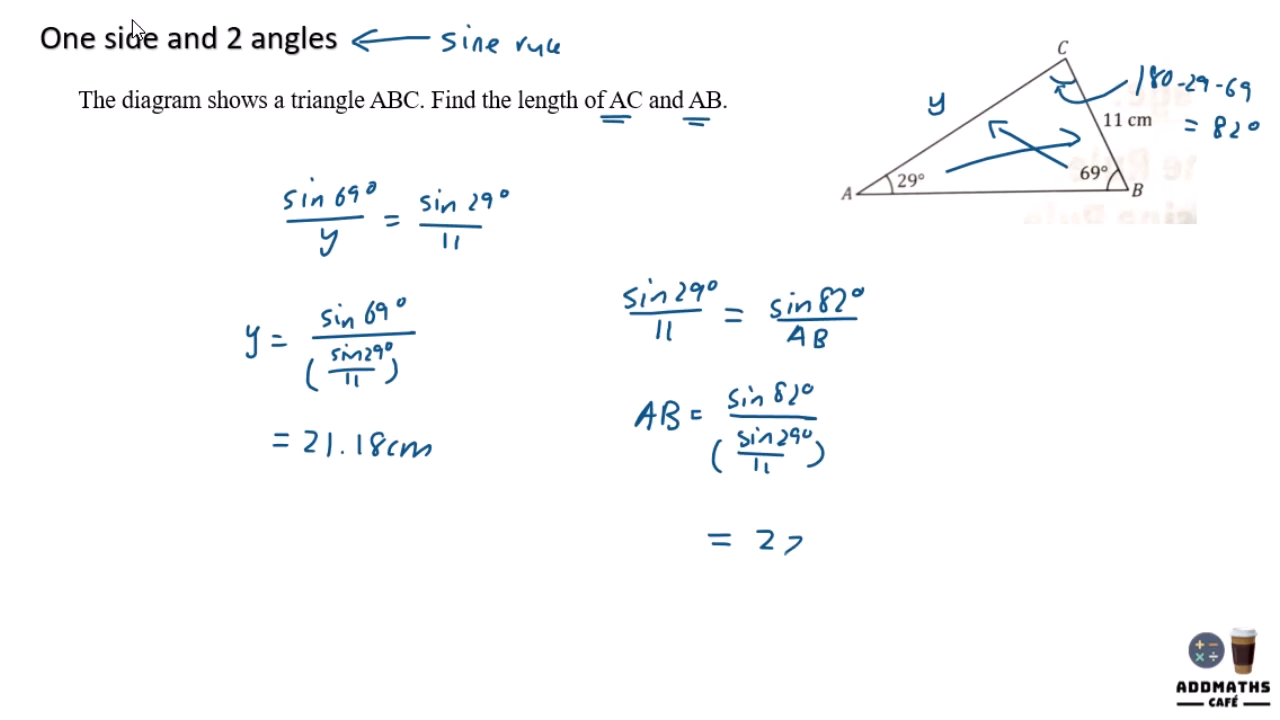 One side and 2 angles ← sine rule
The diagram shows a triangle ABC. Find the length of AC and AB.
C
180-29-69
= 82°
y
11 cm
A
29°
69°
B
sin 69° / y = sin 29° / 11
y = sin 69° / (sin 29° / 11)
= 21.18cm
sin 29° / 11 = sin 82° / AB
AB = sin 82° / (sin 29° / 11)
= 2
ADDMATHS
CAFÉ